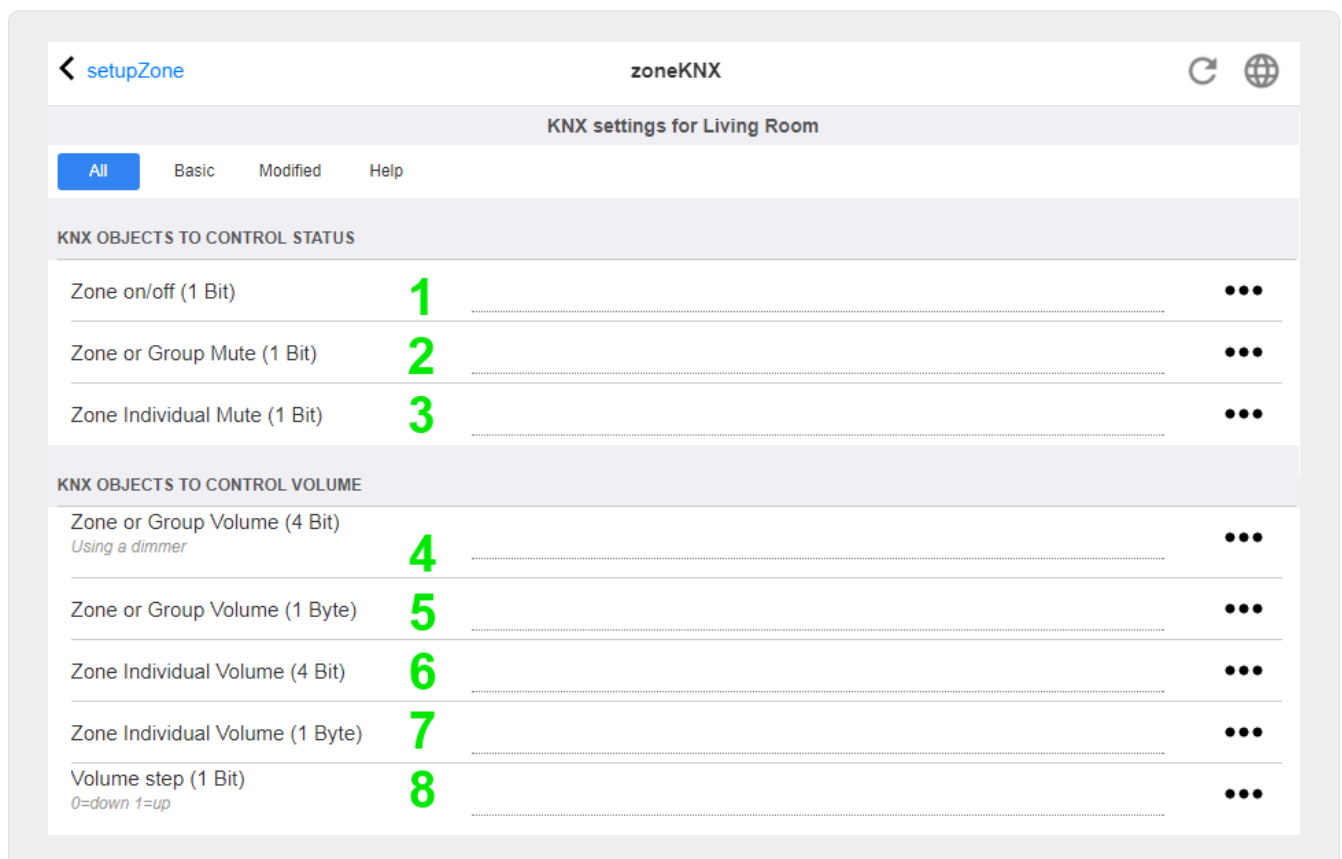 setupZone
zoneKNX
KNX settings for Living Room
All Basic Modified Help
KNX OBJECTS TO CONTROL STATUS
Zone on/off (1 Bit) 1
Zone or Group Mute (1 Bit) 2
Zone Individual Mute (1 Bit) 3
KNX OBJECTS TO CONTROL VOLUME
Zone or Group Volume (4 Bit)
Using a dimmer 4
Zone or Group Volume (1 Byte) 5
Zone Individual Volume (4 Bit) 6
Zone Individual Volume (1 Byte) 7
Volume step (1 Bit) 8
0=down 1=up